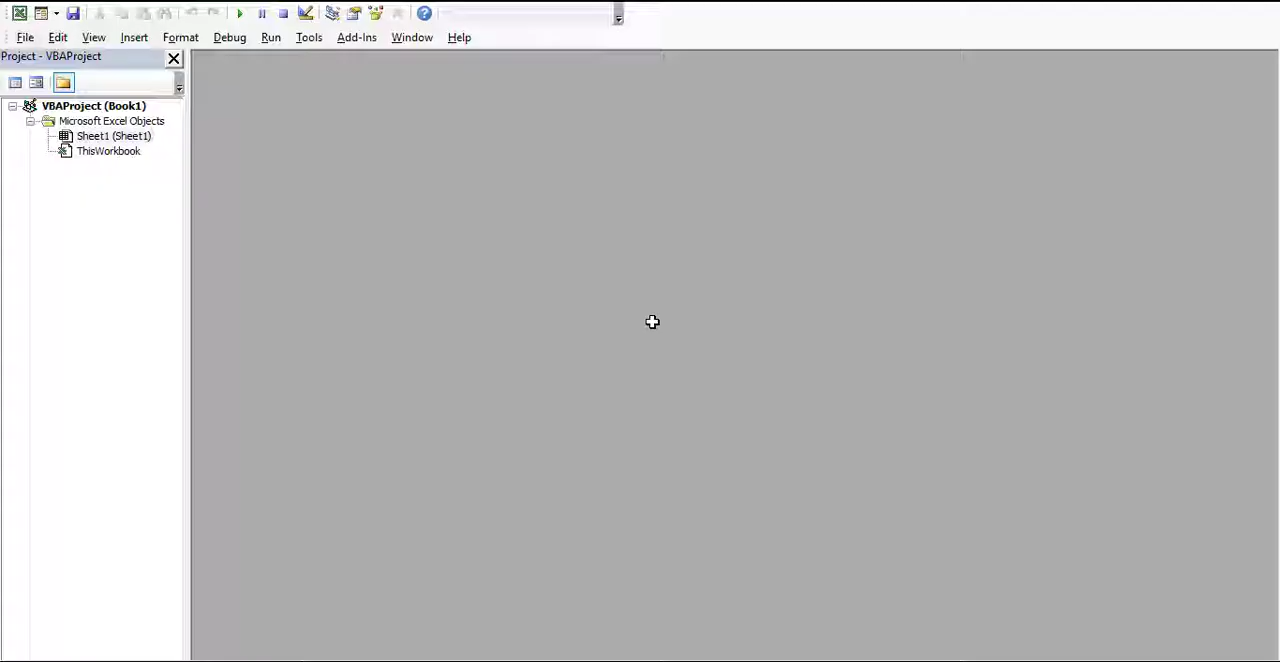 File Edit View Insert Format Debug Run Tools Add-Ins Window Help
Project - VBAProject
VBAProject (Book1)
Microsoft Excel Objects
Sheet1 (Sheet1)
ThisWorkbook